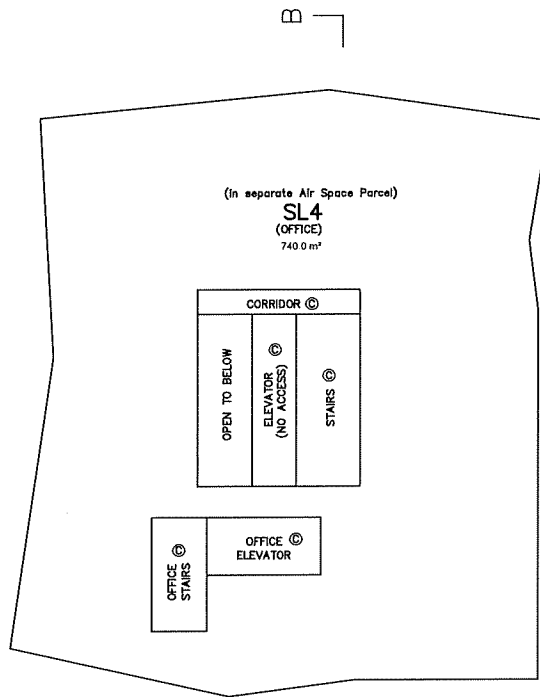 B
(in separate Air Space Parcel)
SL4
(OFFICE)
740.0 m²
CORRIDOR ©
OPEN TO BELOW
ELEVATOR ©
(NO ACCESS)
STAIRS ©
OFFICE ©
STAIRS
OFFICE ©
ELEVATOR